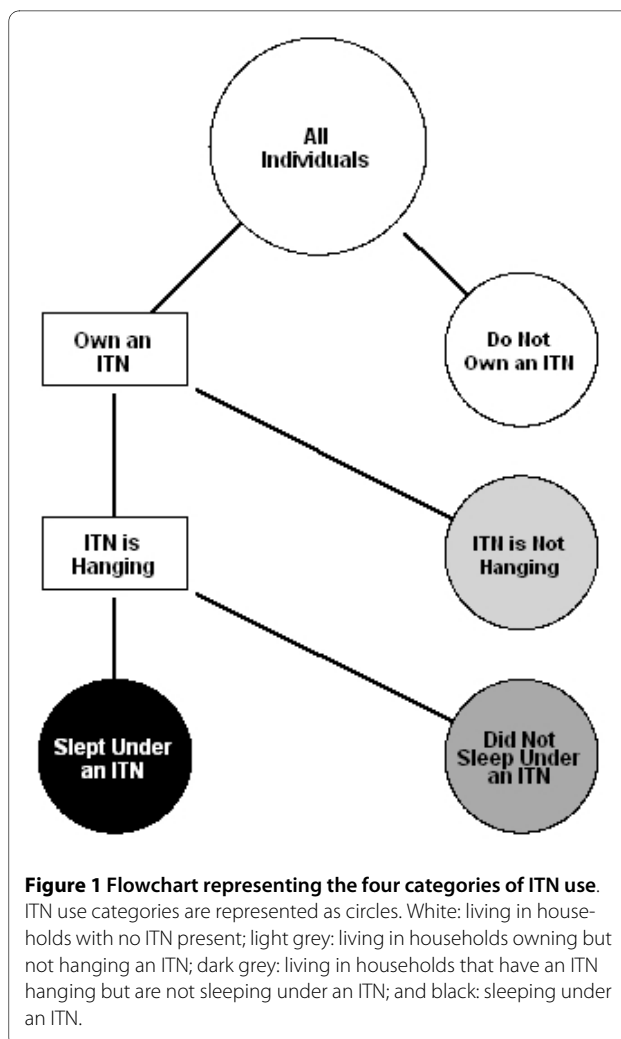 All
Individuals
Own an
ITN
Do Not
Own an ITN
ITN is
Hanging
ITN is Not
Hanging
Slept Under
an ITN
Did Not
Sleep Under
an ITN
Figure 1 Flowchart representing the four categories of ITN use.
ITN use categories are represented as circles. White: living in house-
holds with no ITN present; light grey: living in households owning but
not hanging an ITN; dark grey: living in households that have an ITN
hanging but are not sleeping under an ITN; and black: sleeping under
an ITN.